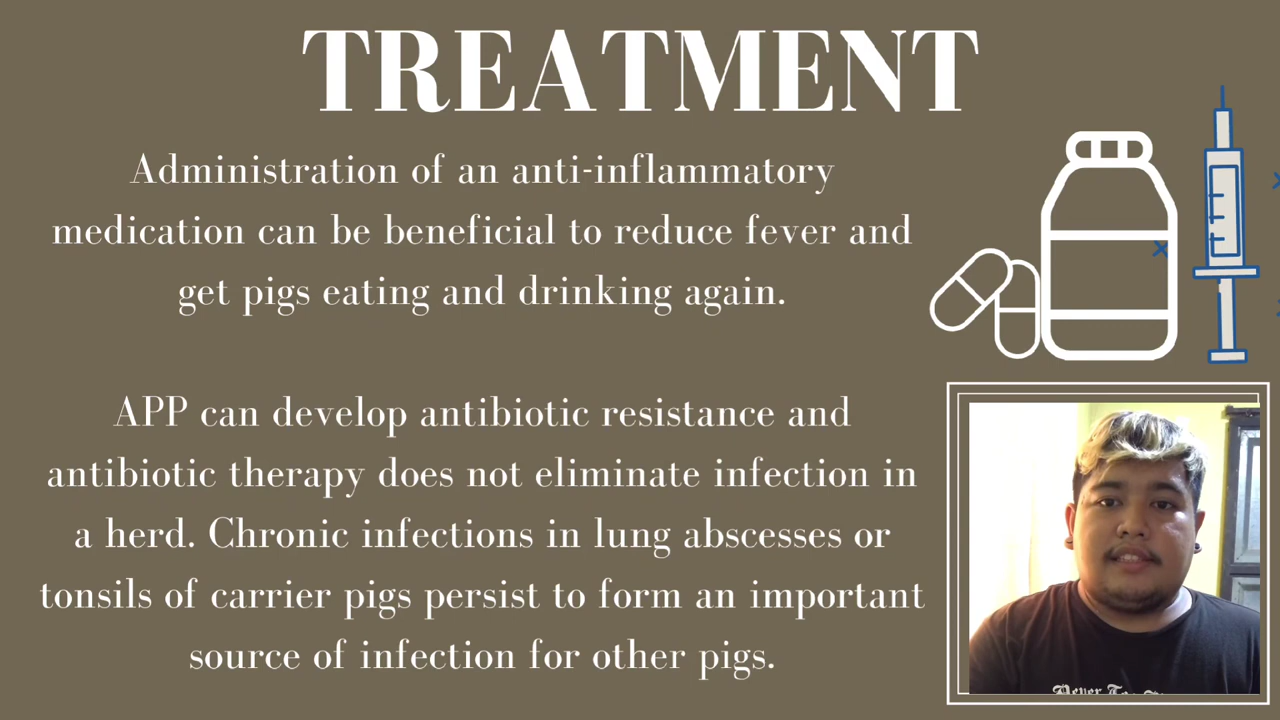 TREATMENT
Administration of an anti-inflammatory
medication can be beneficial to reduce fever and
get pigs eating and drinking again.
APP can develop antibiotic resistance and
antibiotic therapy does not eliminate infection in
a herd. Chronic infections in lung abscesses or
tonsils of carrier pigs persist to form an important
source of infection for other pigs.